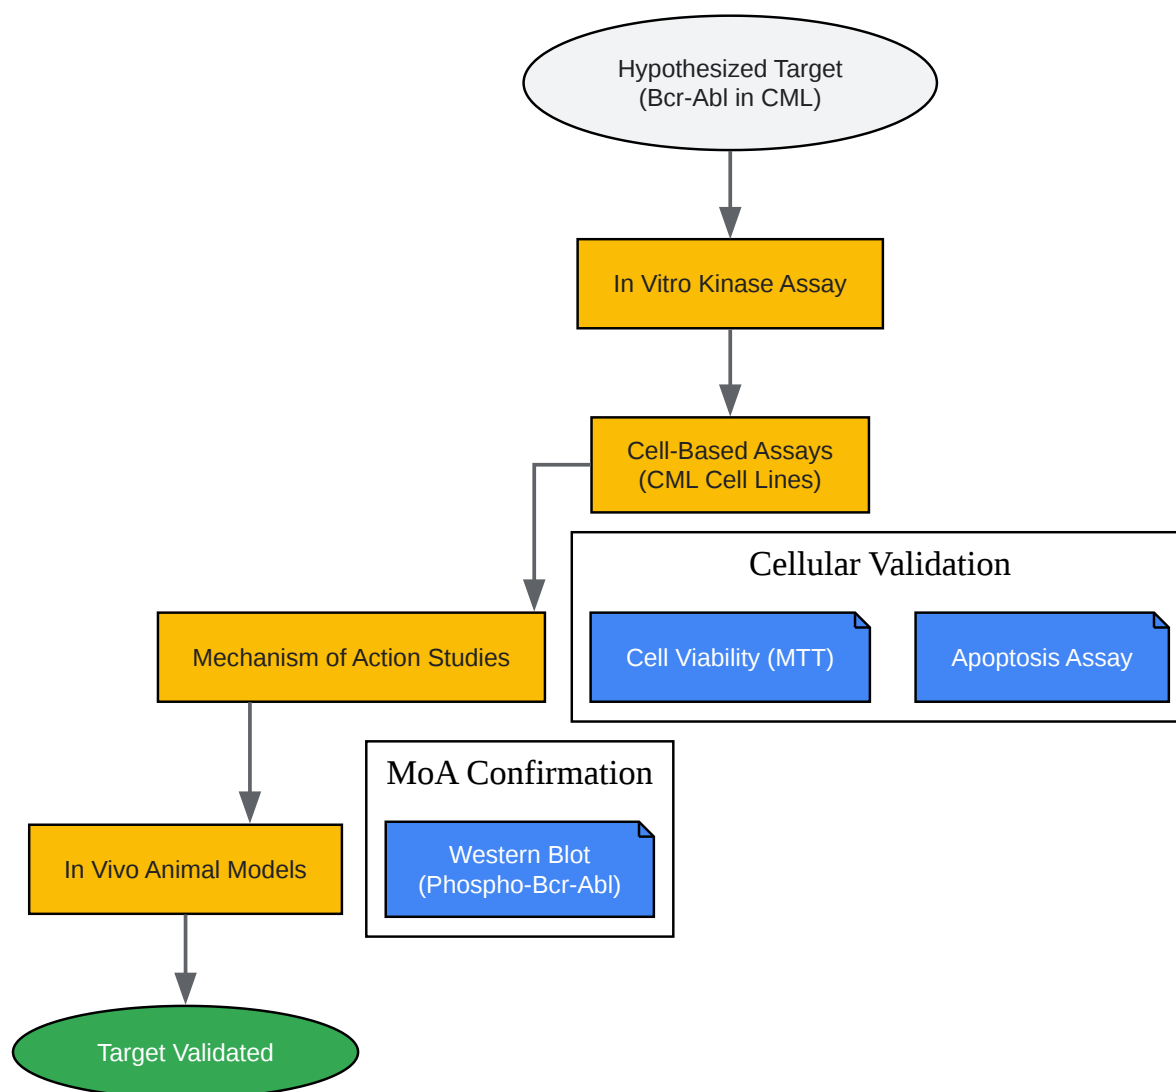 Hypothesized Target
(Bcr-Abl in CML)
In Vitro Kinase Assay
Cell-Based Assays
(CML Cell Lines)
Cellular Validation
Mechanism of Action Studies
Cell Viability (MTT)
Apoptosis Assay
MoA Confirmation
In Vivo Animal Models
Western Blot
(Phospho-Bcr-Abl)
Target Validated